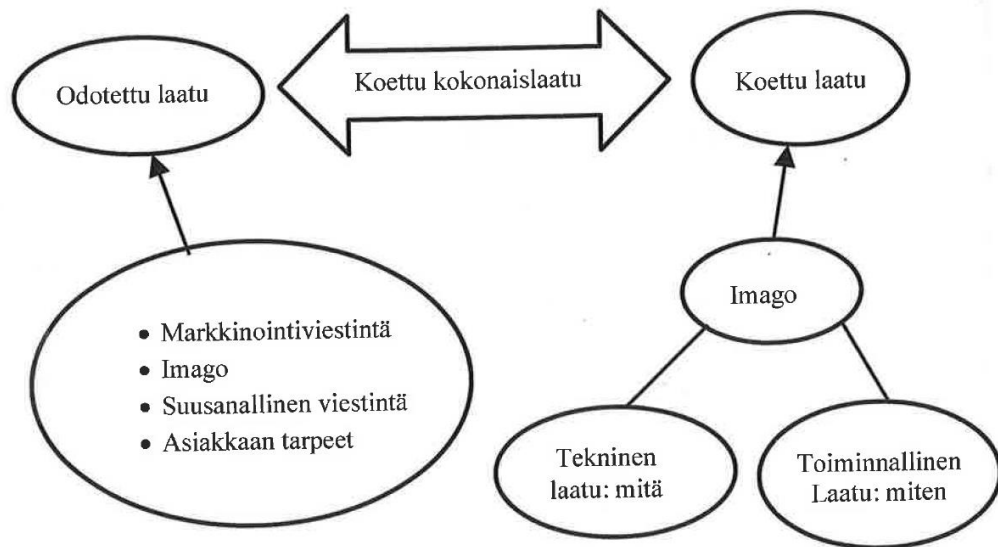 Odotettu laatu
Koettu kokonaislaatu
Koettu laatu
• Markkinointiviestintä
• Imago
• Suusanallinen viestintä
• Asiakkaan tarpeet
Imago
Tekninen
laatu: mitä
Toiminnallinen
Laatu: miten